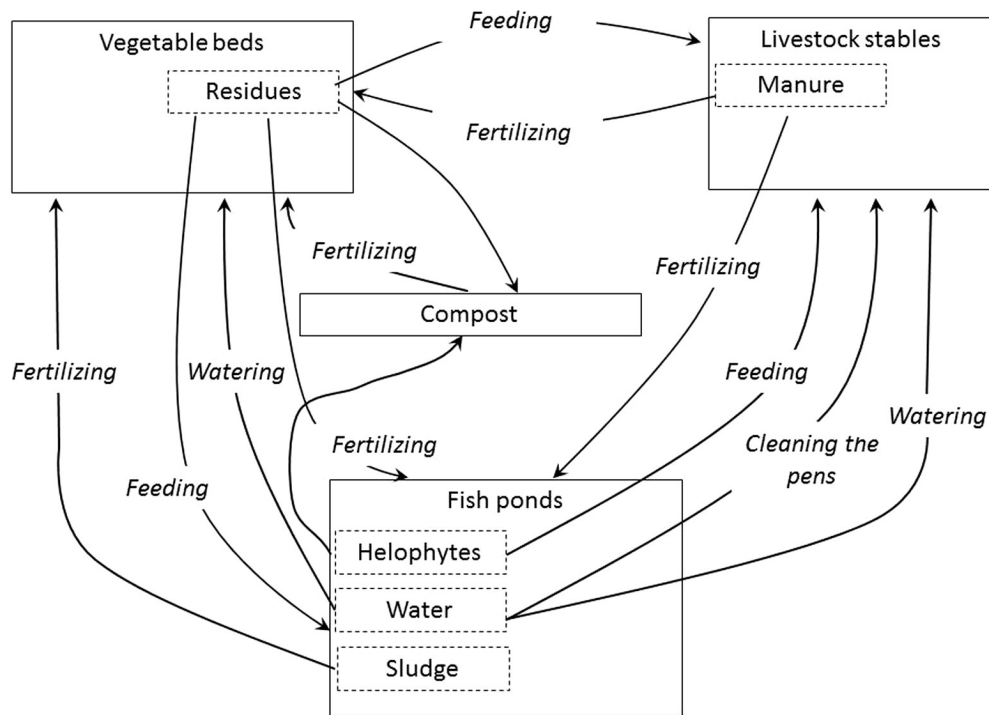 Vegetable beds
Residues
Feeding
Livestock stables
Manure
Fertilizing
Fertilizing
Fertilizing
Compost
Fertilizing
Watering
Feeding
Watering
Fertilizing
Cleaning the
pens
Feeding
Fish ponds
Helophytes
Water
Sludge